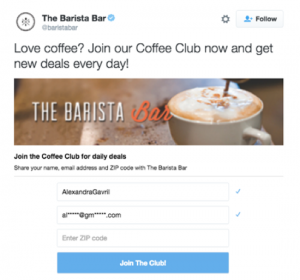 The Barista Bar
@baristabar
Follow
Love coffee? Join our Coffee Club now and get
new deals every day!
THE BARISTA Bar
Join the Coffee Club for daily deals
Share your name, email address and ZIP code with The Barista Bar
AlexandraGavril
al*****@gm*****.com
Enter ZIP code
Join The Club!